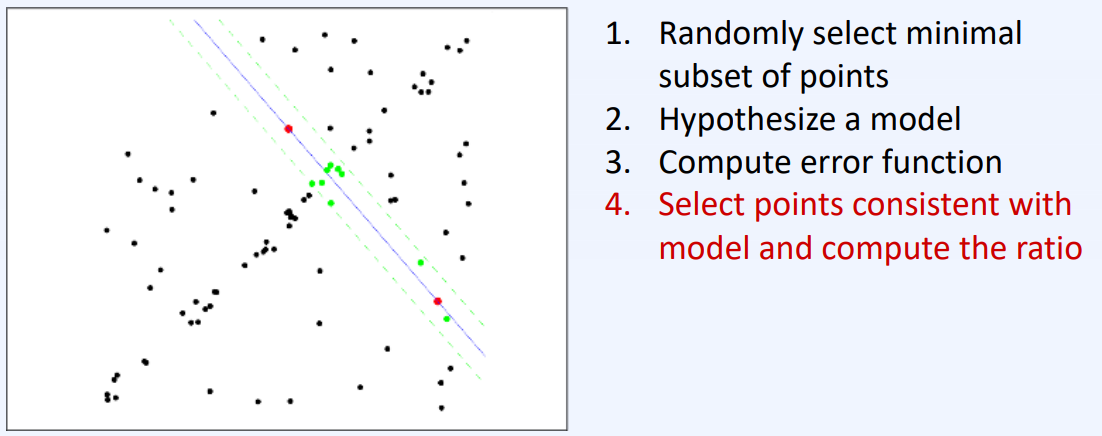 1. Randomly select minimal
subset of points
2. Hypothesize a model
3. Compute error function
4. Select points consistent with
model and compute the ratio